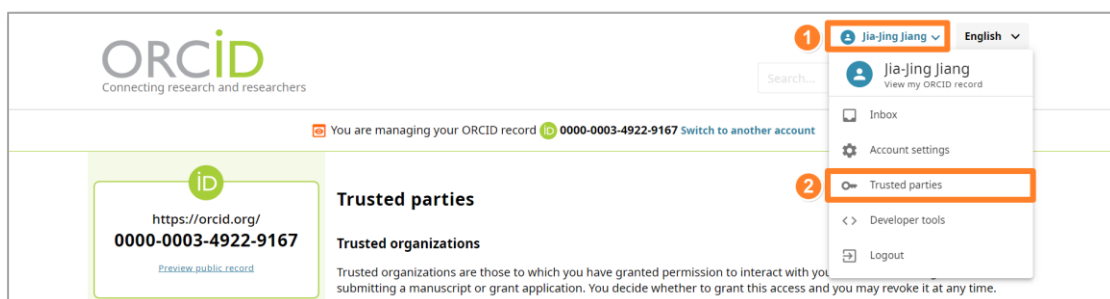 ORCID
Connecting research and researchers
1
Jia-Jing Jiang
English
Search...
Jia-Jing Jiang
View my ORCID record
Inbox
Account settings
2
Trusted parties
Developer tools
Logout
You are managing your ORCID record iD 0000-0003-4922-9167 Switch to another account
iD
https://orcid.org/
0000-0003-4922-9167
Preview public record
Trusted parties
Trusted organizations
Trusted organizations are those to which you have granted permission to interact with you
submitting a manuscript or grant application. You decide whether to grant this access and you may revoke it at any time.